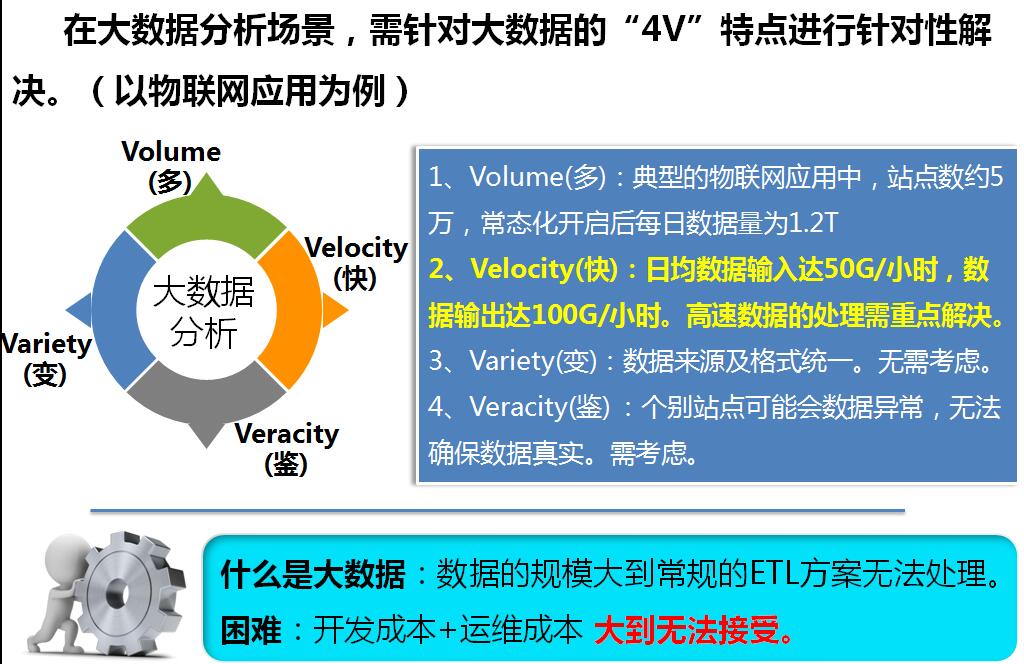 在大数据分析场景，需针对大数据的“4V”特点进行针对性解
决。（以物联网应用为例）
Volume
(多)
Velocity
(快)
大数据
分析
Variety
(变)
Veracity
(鉴)
1、Volume(多)：典型的物联网应用中，站点数约5
万，常态化开启后每日数据量为1.2T
2、Velocity(快)：日均数据输入达50G/小时，数
据输出达100G/小时。高速数据的处理需重点解决。
3、Variety(变)：数据来源及格式统一。无需考虑。
4、Veracity(鉴) ：个别站点可能会数据异常，无法
确保数据真实。需考虑。
什么是大数据：数据的规模大到常规的ETL方案无法处理。
困难：开发成本+运维成本 大到无法接受。